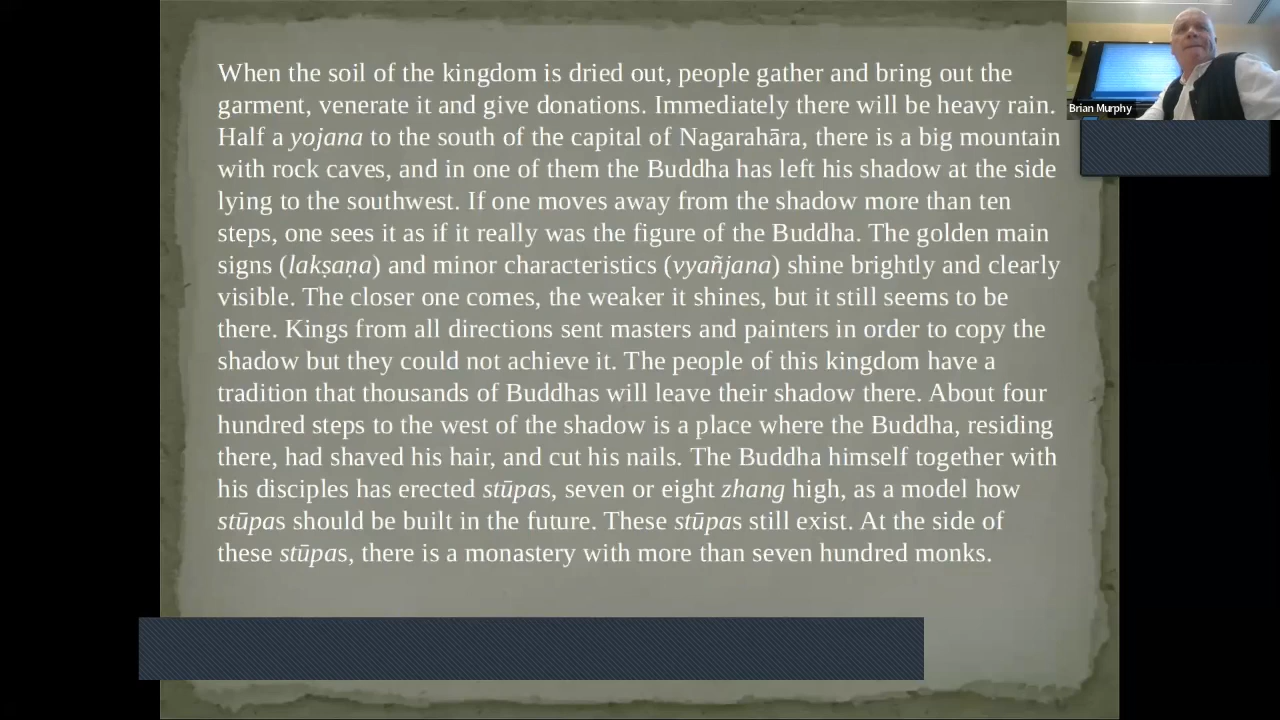 When the soil of the kingdom is dried out, people gather and bring out the
garment, venerate it and give donations. Immediately there will be heavy rain.
Half a yojana to the south of the capital of Nagarahāra, there is a big mountain
with rock caves, and in one of them the Buddha has left his shadow at the side
lying to the southwest. If one moves away from the shadow more than ten
steps, one sees it as if it really was the figure of the Buddha. The golden main
signs (lakṣaṇa) and minor characteristics (vyañjana) shine brightly and clearly
visible. The closer one comes, the weaker it shines, but it still seems to be
there. Kings from all directions sent masters and painters in order to copy the
shadow but they could not achieve it. The people of this kingdom have a
tradition that thousands of Buddhas will leave their shadow there. About four
hundred steps to the west of the shadow is a place where the Buddha, residing
there, had shaved his hair, and cut his nails. The Buddha himself together with
his disciples has erected stūpas, seven or eight zhang high, as a model how
stūpas should be built in the future. These stūpas still exist. At the side of
these stūpas, there is a monastery with more than seven hundred monks.
Brian Murphy